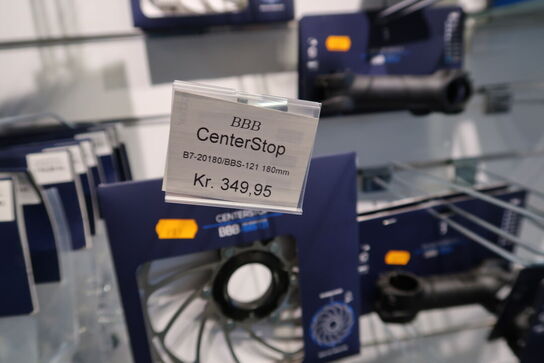 BBB
CenterStop
B7-20180/BBS-121 180mm
Kr. 349,95
CENTERSTOP
BBB